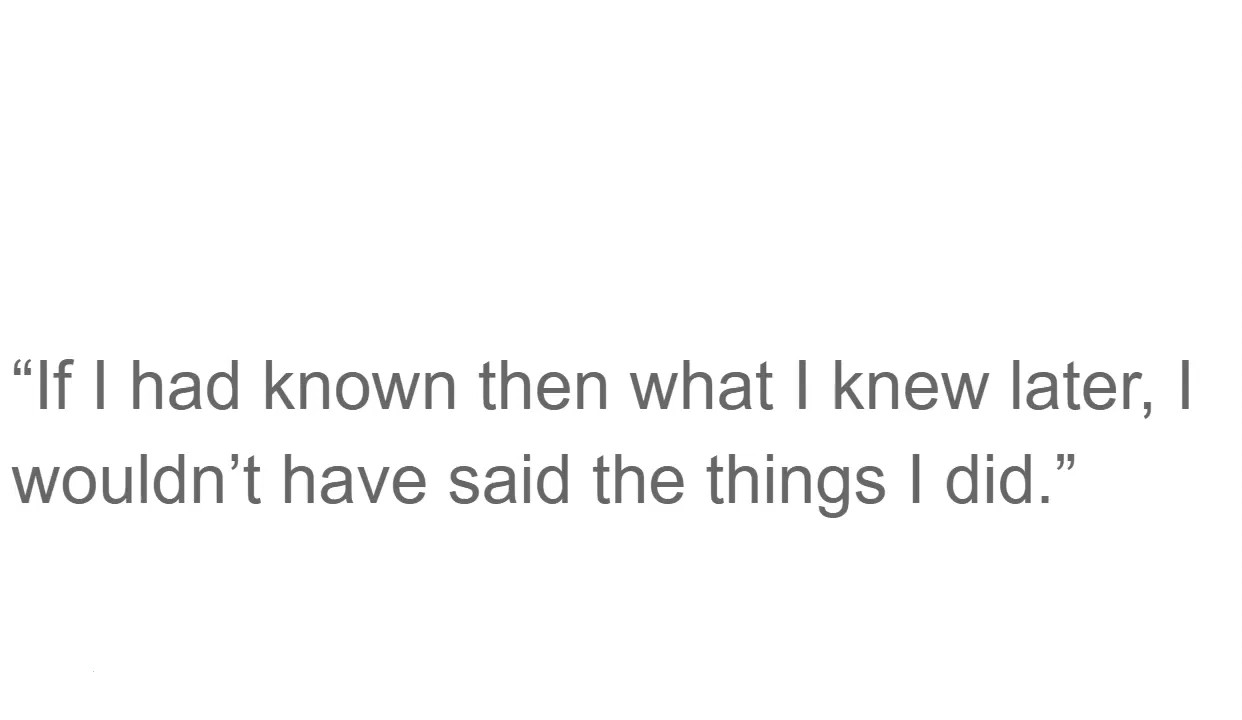 “If I had known then what I knew later, I
wouldn’t have said the things I did.”